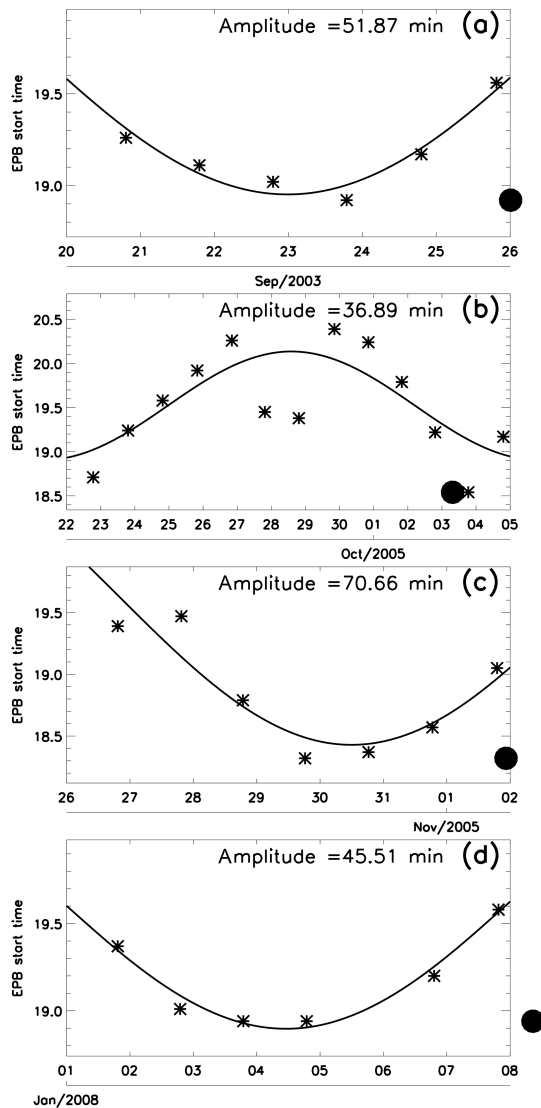 Amplitude =51.87 min (a)
EPB start time
19.5
19.0
20 21 22 23 24 25 26
Sep/2003
Amplitude =36.89 min (b)
EPB start time
20.5
20.0
19.5
19.0
18.5
22 23 24 25 26 27 28 29 30 01 02 03 04 05
Oct/2005
Amplitude =70.66 min (c)
EPB start time
19.5
19.0
18.5
26 27 28 29 30 31 01 02
Nov/2005
Amplitude =45.51 min (d)
EPB start time
19.5
19.0
01 02 03 04 05 06 07 08
Jan/2008